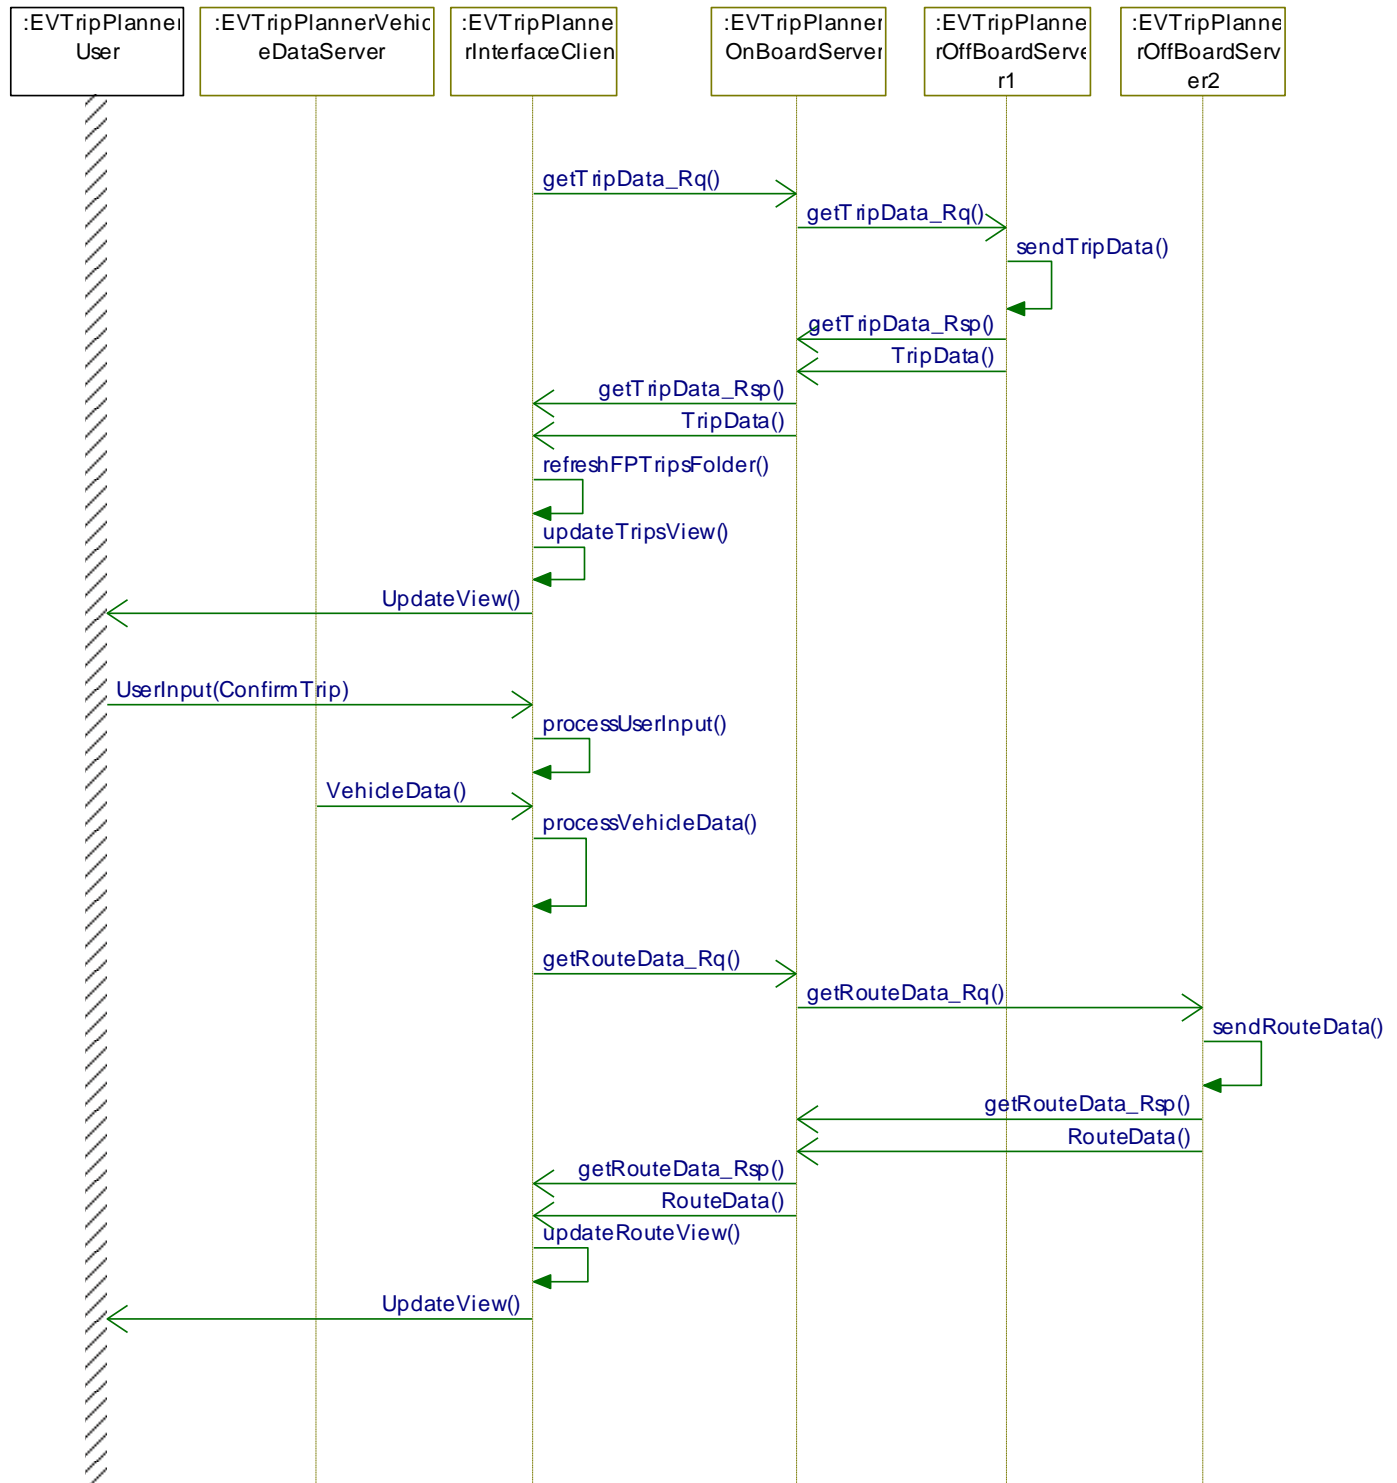 :EVTripPlanner
User
:EVTripPlannerVehic
eDataServer
:EVTripPlanne
rInterfaceClien
:EVTripPlanner
OnBoardServer
:EVTripPlanne
rOffBoardServe
r1
:EVTripPlanne
rOffBoardServ
er2
getTripData_Rq()
getTripData_Rq()
sendTripData()
getTripData_Rsp()
TripData()
getTripData_Rsp()
TripData()
refreshFPTripsFolder()
updateTripsView()
UpdateView()
UserInput(ConfirmTrip)
processUserInput()
VehicleData()
processVehicleData()
getRouteData_Rq()
getRouteData_Rq()
sendRouteData()
getRouteData_Rsp()
RouteData()
getRouteData_Rsp()
RouteData()
updateRouteView()
UpdateView()